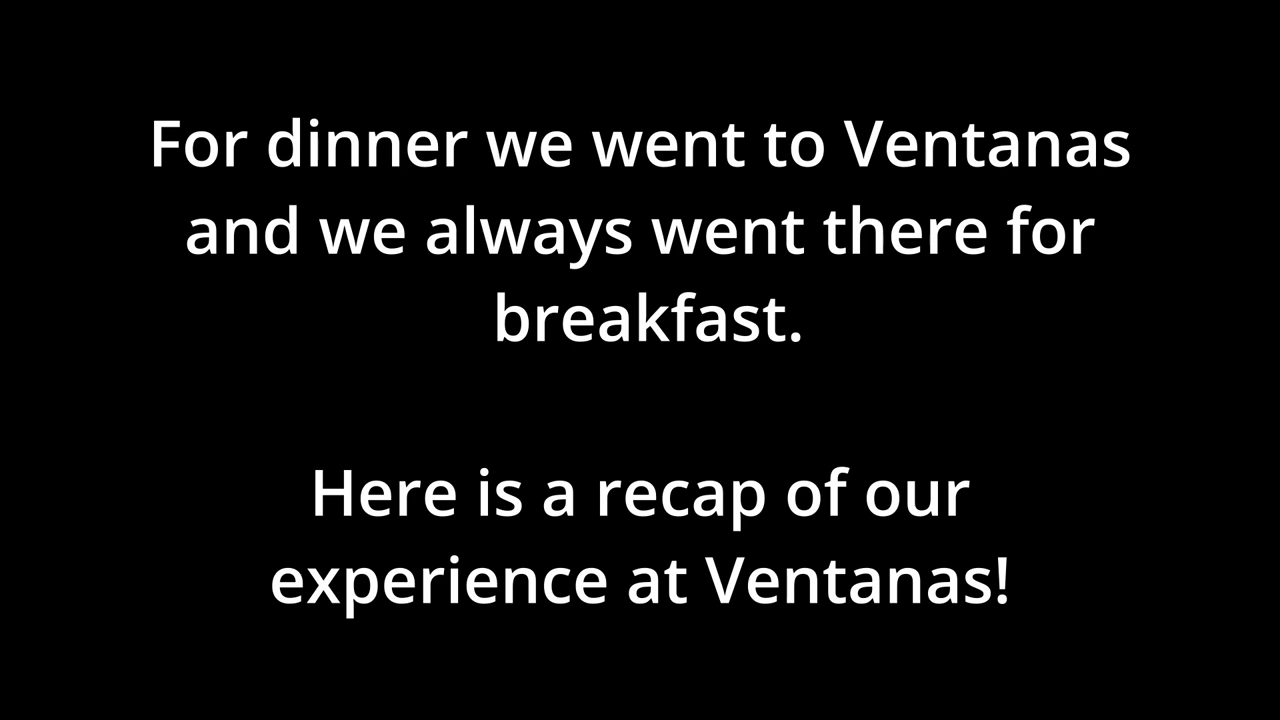 For dinner we went to Ventanas
and we always went there for
breakfast.
Here is a recap of our
experience at Ventanas!